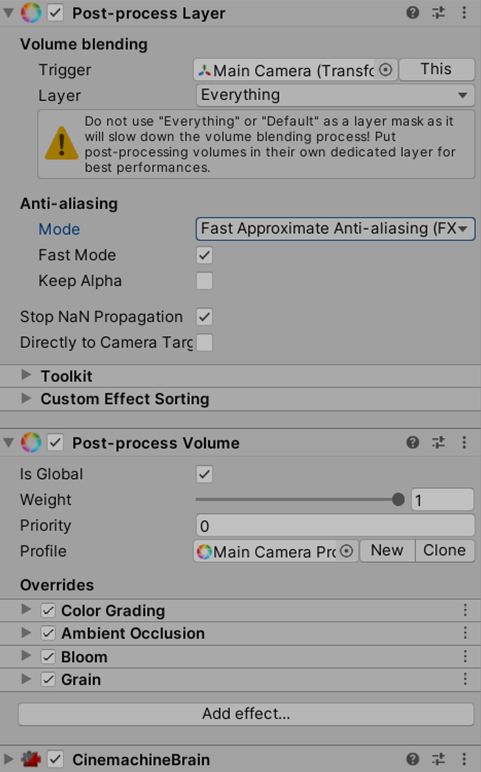 Post-process Layer
Volume blending
Trigger
Main Camera (Transfo
This
Layer
Everything
Do not use "Everything" or "Default" as a layer mask as it
will slow down the volume blending process! Put
post-processing volumes in their own dedicated layer for
best performances.
Anti-aliasing
Mode
Fast Approximate Anti-aliasing (FX
Fast Mode
Keep Alpha
Stop NaN Propagation
Directly to Camera Targ
Toolkit
Custom Effect Sorting
Post-process Volume
Is Global
Weight
1
Priority
0
Profile
Main Camera Pro
New
Clone
Overrides
Color Grading
Ambient Occlusion
Bloom
Grain
Add effect...
CinemachineBrain